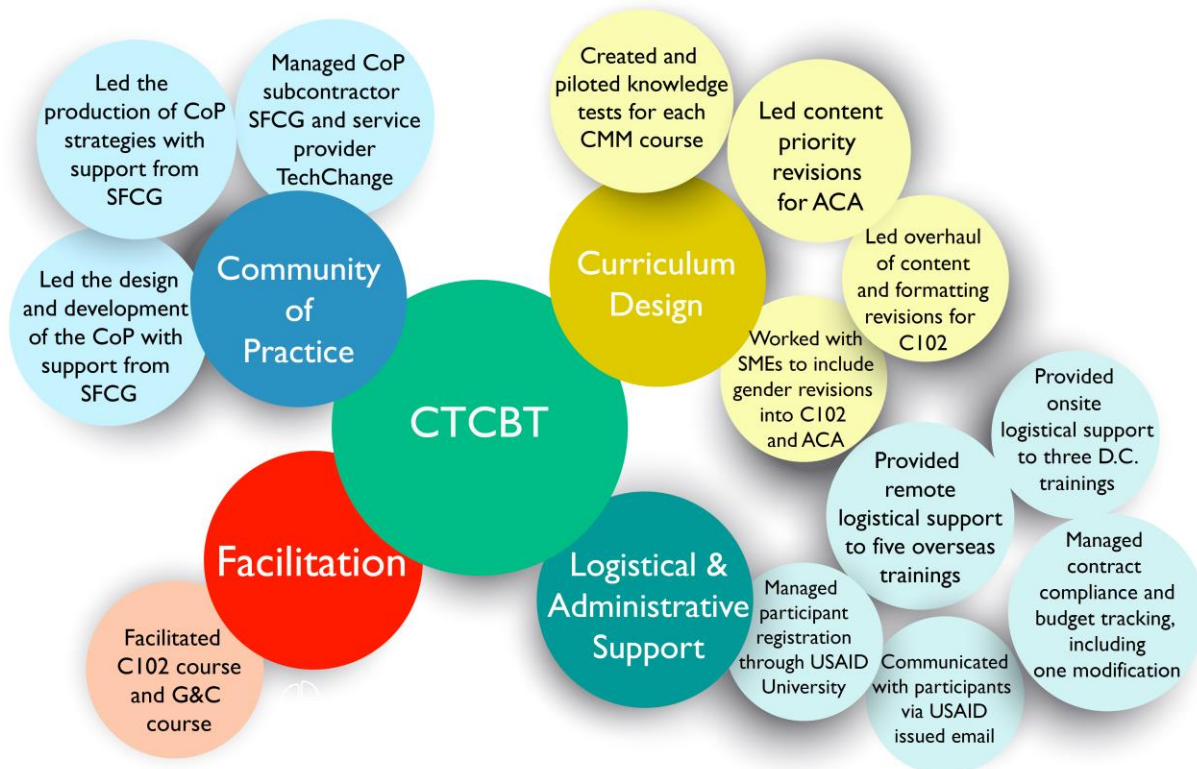 Led the
production of CoP
strategies with
support from
SFCG
Managed CoP
subcontractor
SFCG and service
provider
TechChange
Led the design
and development
of the CoP with
support from
SFCG
Community
of
Practice
Created and
piloted knowledge
tests for each
CMM course
Led content
priority
revisions
for ACA
Led overhaul
of content
and formatting
revisions for
C102
Worked with
SMEs to include
gender revisions
into C102
and ACA
Curriculum
Design
CTCBT
Facilitation
Facilitated
C102 course
and G&C
course
Logistical &
Administrative
Support
Provided
onsite
logistical support
to three D.C.
trainings
Provided
remote
logistical support
to five overseas
trainings
Managed
contract
compliance and
budget tracking,
including
one modification
Managed
participant
registration
through USAID
University
Communicated
with participants
via USAID
issued email